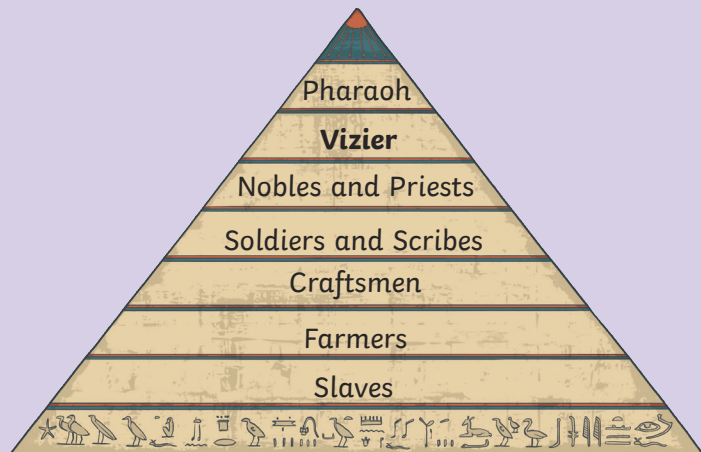 Pharaoh
Vizier
Nobles and Priests
Soldiers and Scribes
Craftsmen
Farmers
Slaves